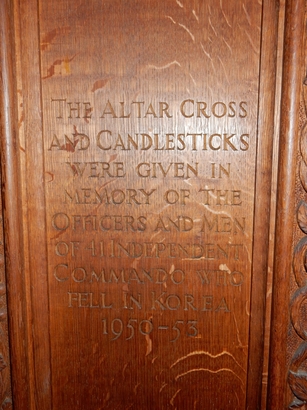 THE ALTAR CROSS
AND CANDLESTICKS
WERE GIVEN IN
MEMORY OF THE
OFFICERS AND MEN
OF 41 INDEPENDENT
COMMANDO WHO
FELL IN KOREA
1950-53